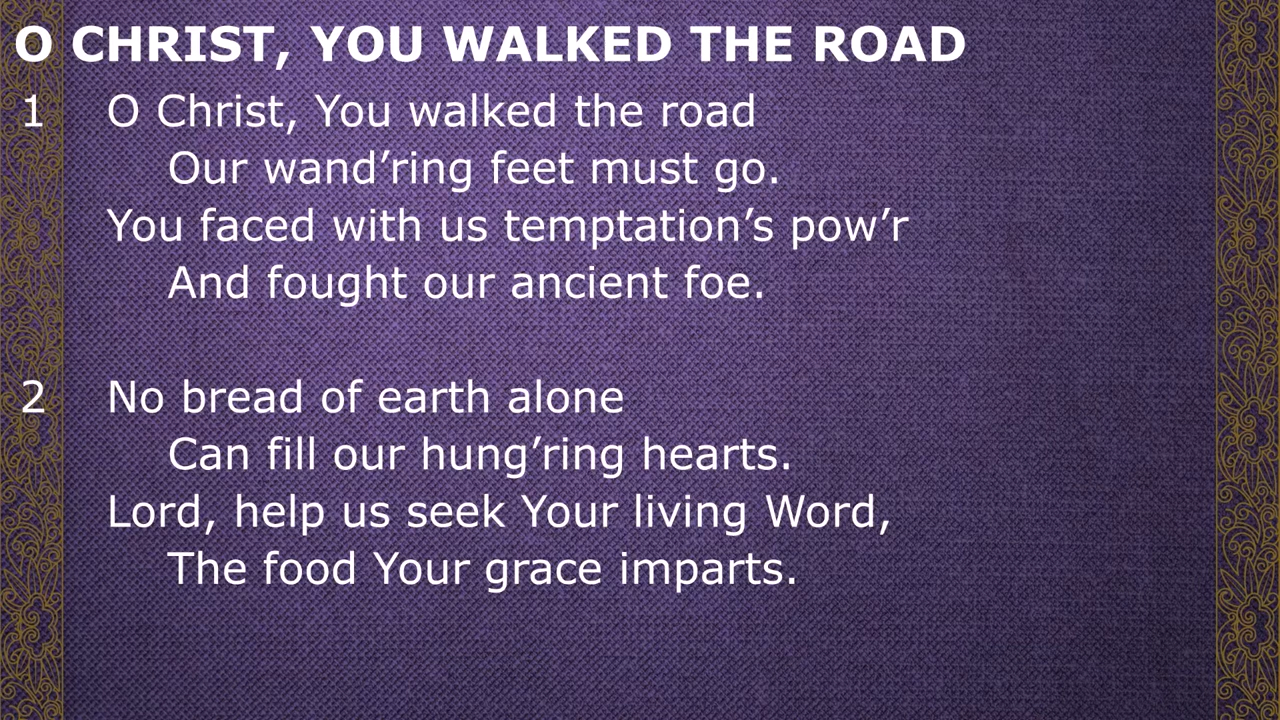 O CHRIST, YOU WALKED THE ROAD
1 O Christ, You walked the road
Our wand’ring feet must go.
You faced with us temptation’s pow’r
And fought our ancient foe.
2 No bread of earth alone
Can fill our hung’ring hearts.
Lord, help us seek Your living Word,
The food Your grace imparts.